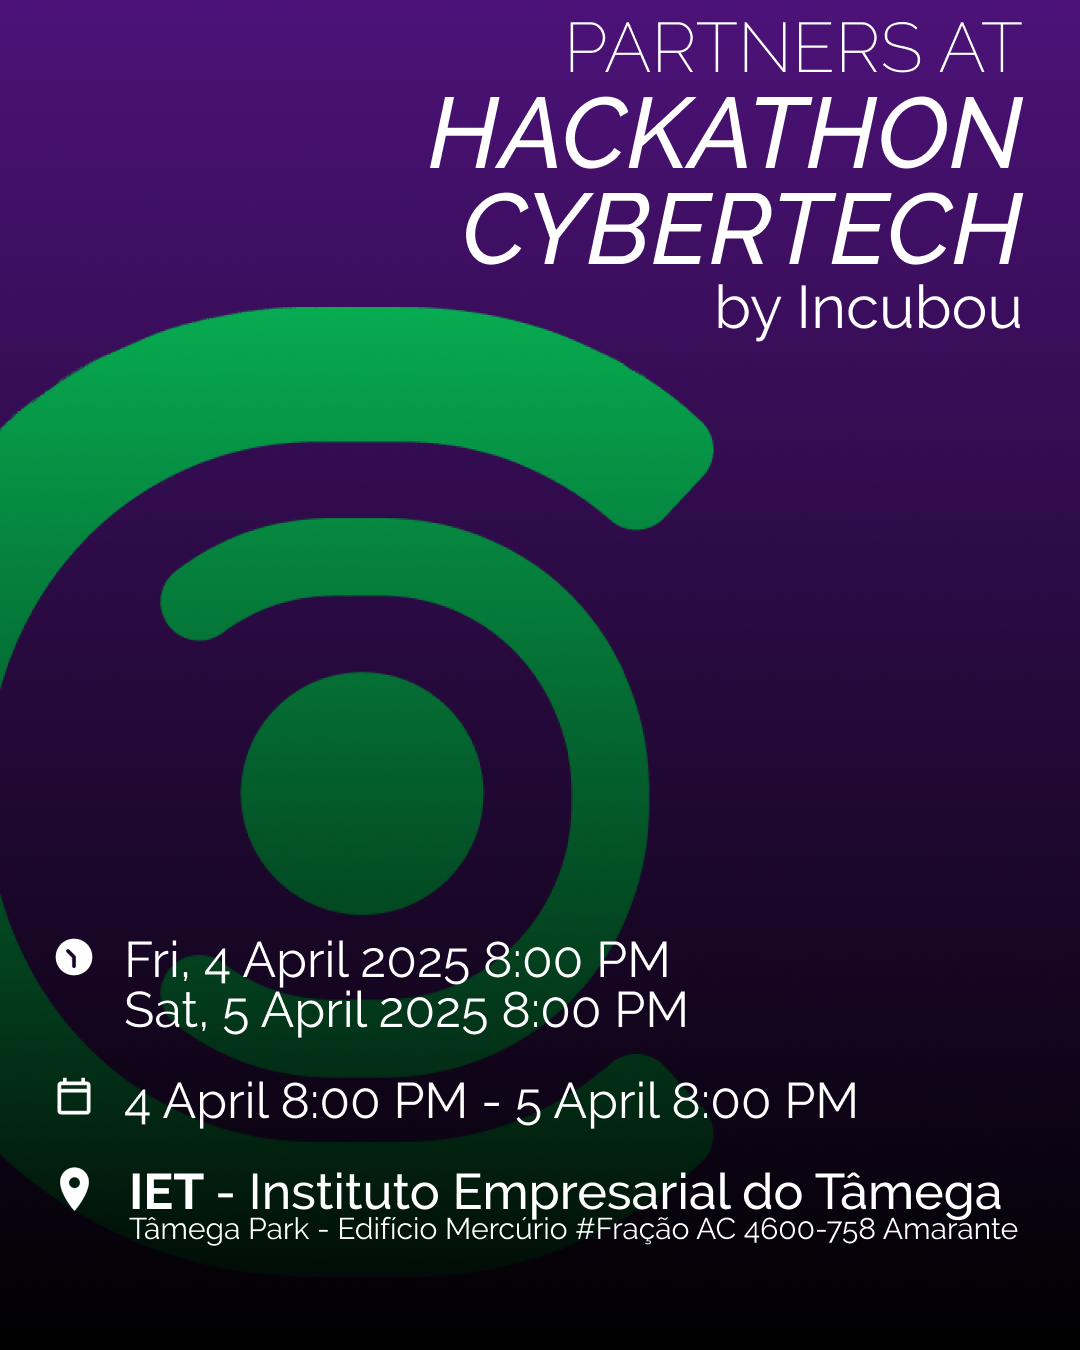 PARTNERS AT
HACKATHON
CYBERTECH
by Incubou
Fri, 4 April 2025 8:00 PM
Sat, 5 April 2025 8:00 PM
4 April 8:00 PM - 5 April 8:00 PM
IET - Instituto Empresarial do Tâmega
Tâmega Park - Edifício Mercúrio #Fração AC 4600-758 Amarante